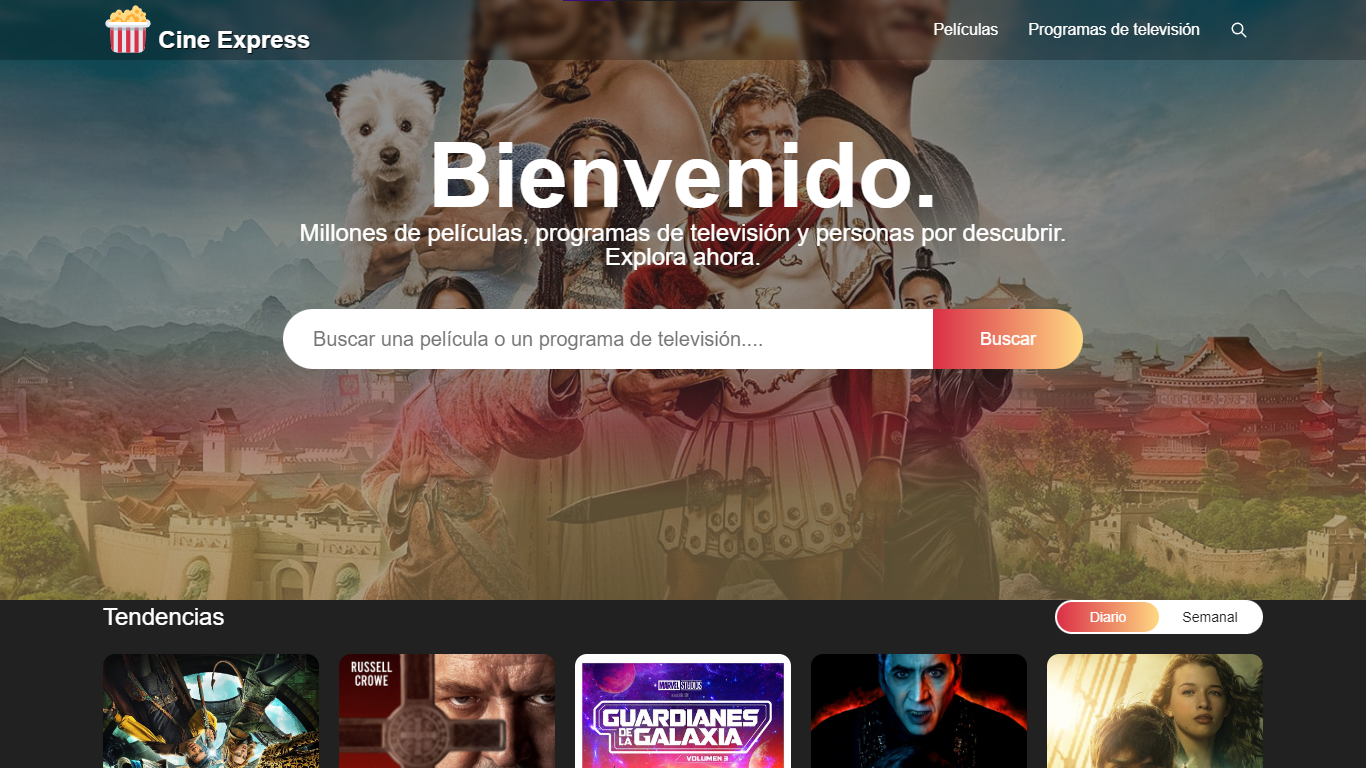 Cine Express
Películas
Programas de televisión
Bienvenido.
Millones de películas, programas de televisión y personas por descubrir.
Explora ahora.
Buscar una película o un programa de televisión....
Buscar
Tendencias
Diario
Semanal
RUSSELL
CROWE
MARVEL STUDIOS
GUARDIANES
DE LA GALAXIA
VOLUMEN 3